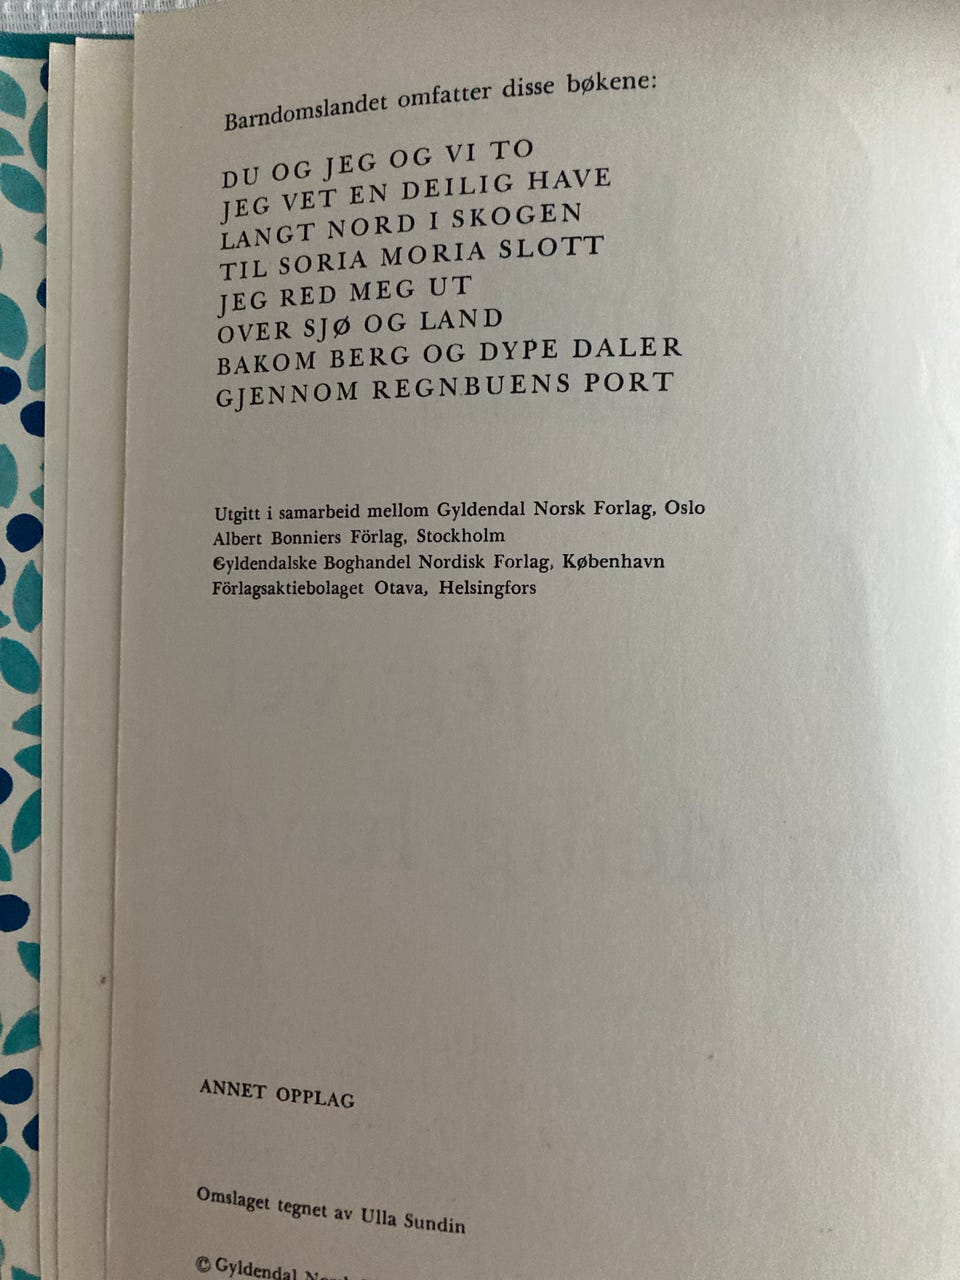 Barndomslandet omfatter disse bøkene:
DU OG JEG OG VI TO
JEG VET EN DEILIG HAVE
LANGT NORD I SKOGEN
TIL SORIA MORIA SLOTT
JEG RED MEG UT
OVER SJØ OG LAND
BAKOM BERG OG DYPE DALER
GJENNOM REGNBUENS PORT
Utgitt i samarbeid mellom Gyldendal Norsk Forlag, Oslo
Albert Bonniers Förlag, Stockholm
Gyldendalske Boghandel Nordisk Forlag, København
Förlagsaktiebolaget Otava, Helsingfors
ANNET OPPLAG
Omslaget tegnet av Ulla Sundin
© Gyldendal